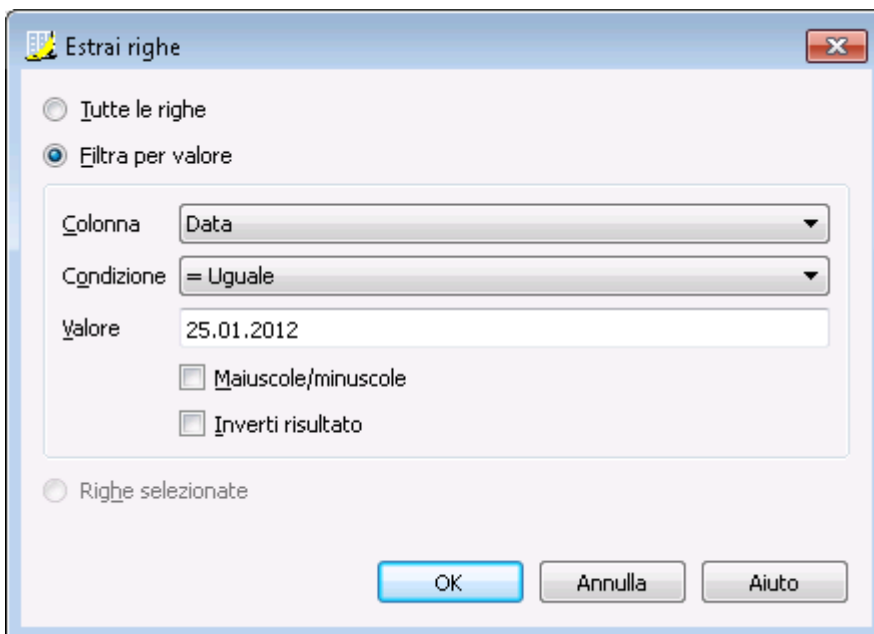 Estrai righe
Tutte le righe
Filtra per valore
Colonna Data
Condizione = Uguale
Valore 25.01.2012
Maiuscole/minuscole
Inverti risultato
Righe selezionate
OK Annulla Aiuto